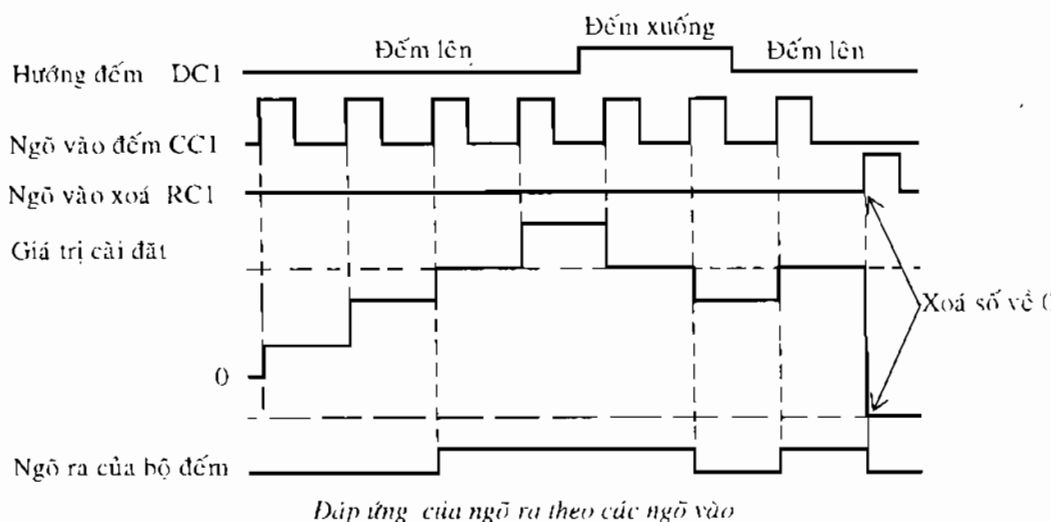 Đếm xuống
Đếm lên
Đếm lên
Hướng đếm DC1
Ngõ vào đếm CC1
Ngõ vào xoá RC1
Giá trị cài đăt
Xoá số về 0
0
Ngõ ra của bộ đếm
Đáp ứng của ngõ ra theo các ngõ vào